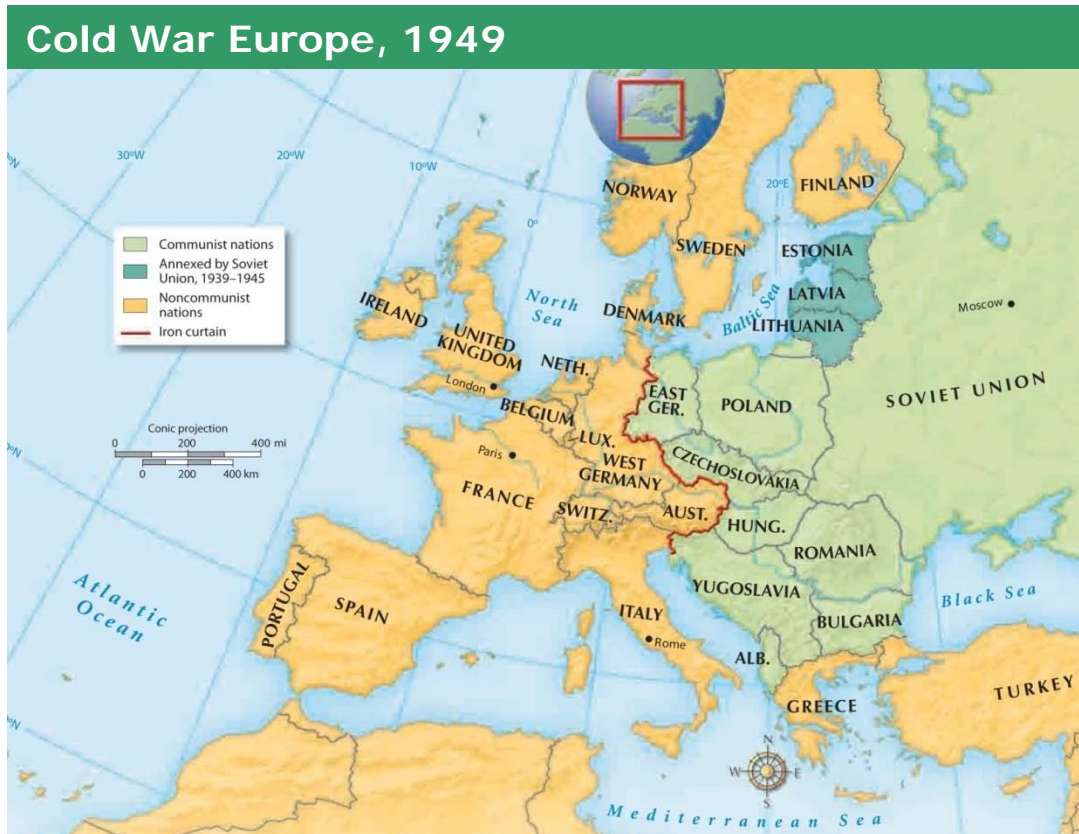 Cold War Europe, 1949
30°W
20°W
10°W
0°
20°E
Communist nations
Annexed by Soviet
Union, 1939–1945
Noncommunist
nations
Iron curtain
NORWAY
SWEDEN
FINLAND
ESTONIA
LATVIA
LITHUANIA
Baltic Sea
Moscow
SOVIET UNION
North
Sea
DENMARK
IRELAND
UNITED
KINGDOM
London
NETH.
BELGIUM
LUX.
EAST
GER.
POLAND
Conic projection
0 200 400 mi
0 200 400 km
Paris
FRANCE
WEST
GERMANY
CZECHOSLOVAKIA
SWITZ.
AUST.
HUNG.
ROMANIA
Atlantic
Ocean
PORTUGAL
SPAIN
ITALY
Rome
YUGOSLAVIA
BULGARIA
Black Sea
ALB.
GREECE
TURKEY
N
W E
S
Mediterranean Sea